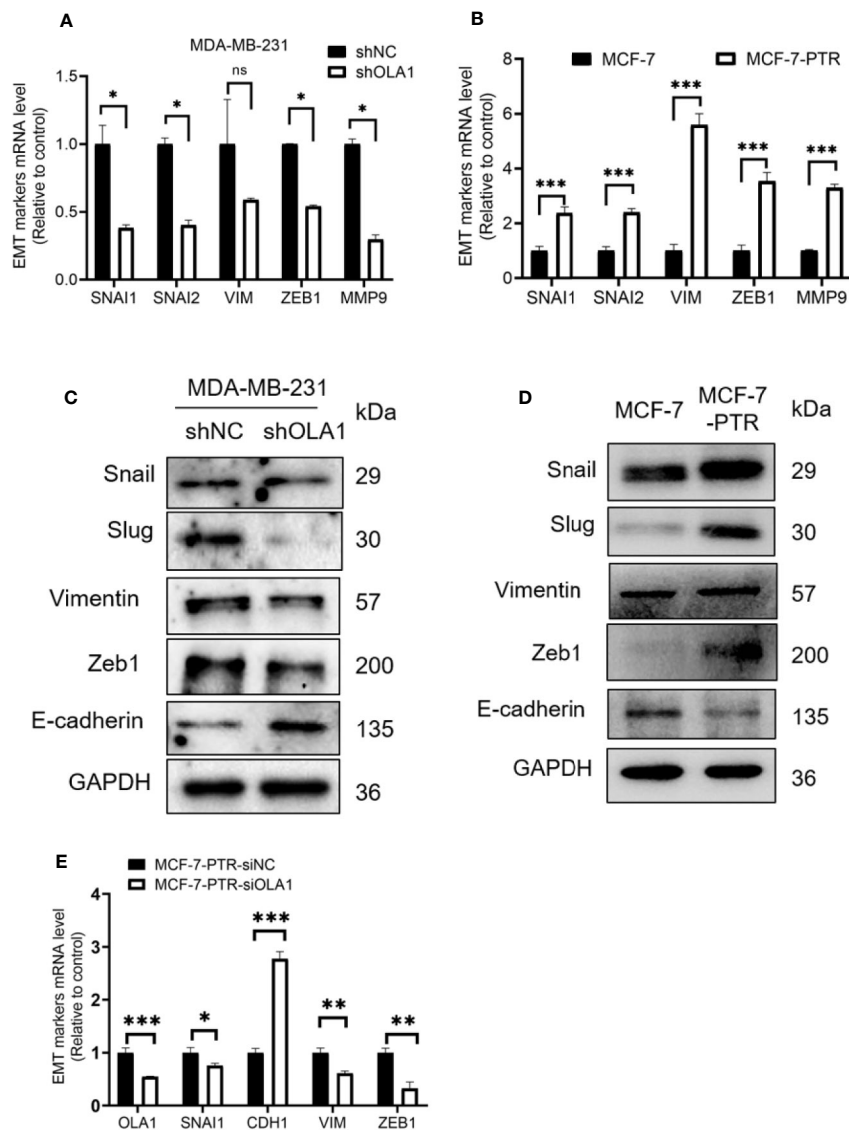 A
MDA-MB-231
shNC
shOLA1
EMT markers mRNA level
(Relative to control)
1.5
1.0
0.5
0.0
*
*
ns
*
*
SNAI1 SNAI2 VIM ZEB1 MMP9
B
MCF-7 MCF-7-PTR
EMT markers mRNA level
(Relative to control)
8
6
4
2
0
***
***
***
***
***
SNAI1 SNAI2 VIM ZEB1 MMP9
C
MDA-MB-231
shNC shOLA1
kDa
Snail 29
Slug 30
Vimentin 57
Zeb1 200
E-cadherin 135
GAPDH 36
D
MCF-7
MCF-7
-PTR
kDa
Snail 29
Slug 30
Vimentin 57
Zeb1 200
E-cadherin 135
GAPDH 36
E
MCF-7-PTR-siNC
MCF-7-PTR-siOLA1
EMT markers mRNA level
(Relative to control)
4
3
2
1
0
***
*
***
**
**
OLA1 SNAI1 CDH1 VIM ZEB1